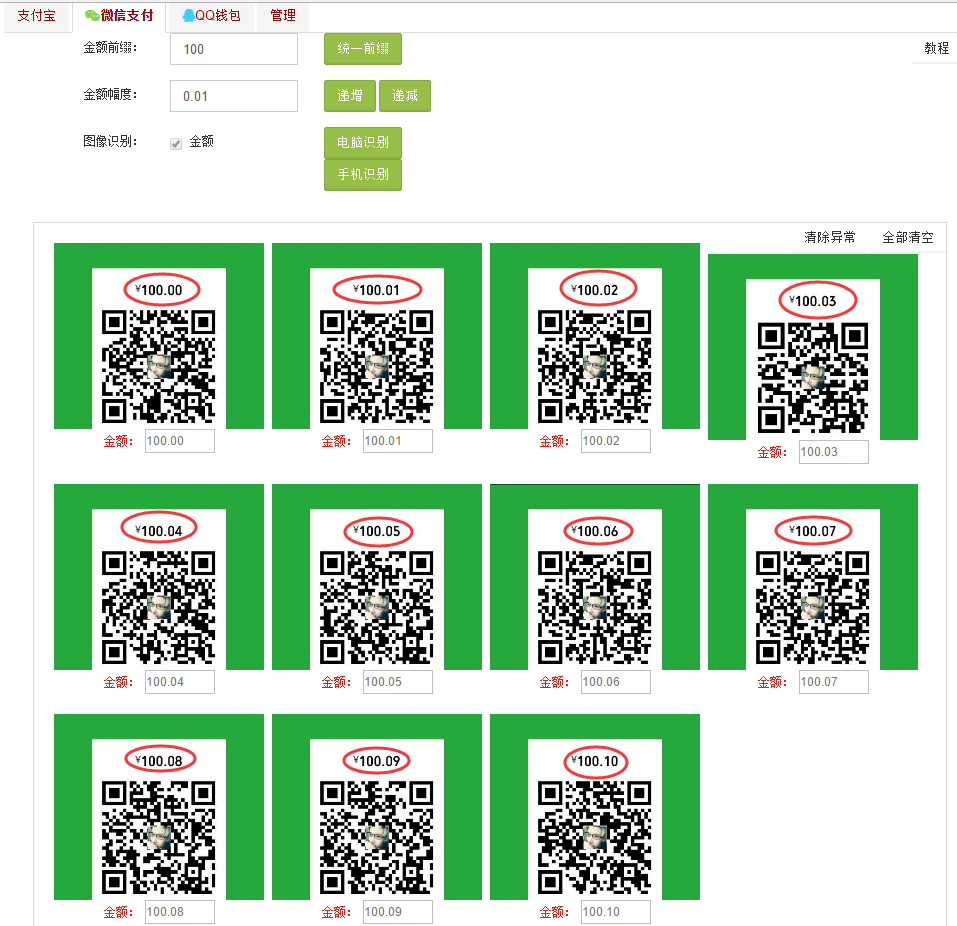 支付宝 微信支付 QQ钱包 管理
金额前缀： 100 统一前缀 教程
金额幅度： 0.01 递增 递减
图像识别： 金额 电脑识别
手机识别
清除异常 全部清空
¥100.00 ¥100.01 ¥100.02 ¥100.03
金额： 100.00 金额： 100.01 金额： 100.02 金额： 100.03
¥100.04 ¥100.05 ¥100.06 ¥100.07
金额： 100.04 金额： 100.05 金额： 100.06 金额： 100.07
¥100.08 ¥100.09 ¥100.10
金额： 100.08 金额： 100.09 金额： 100.10